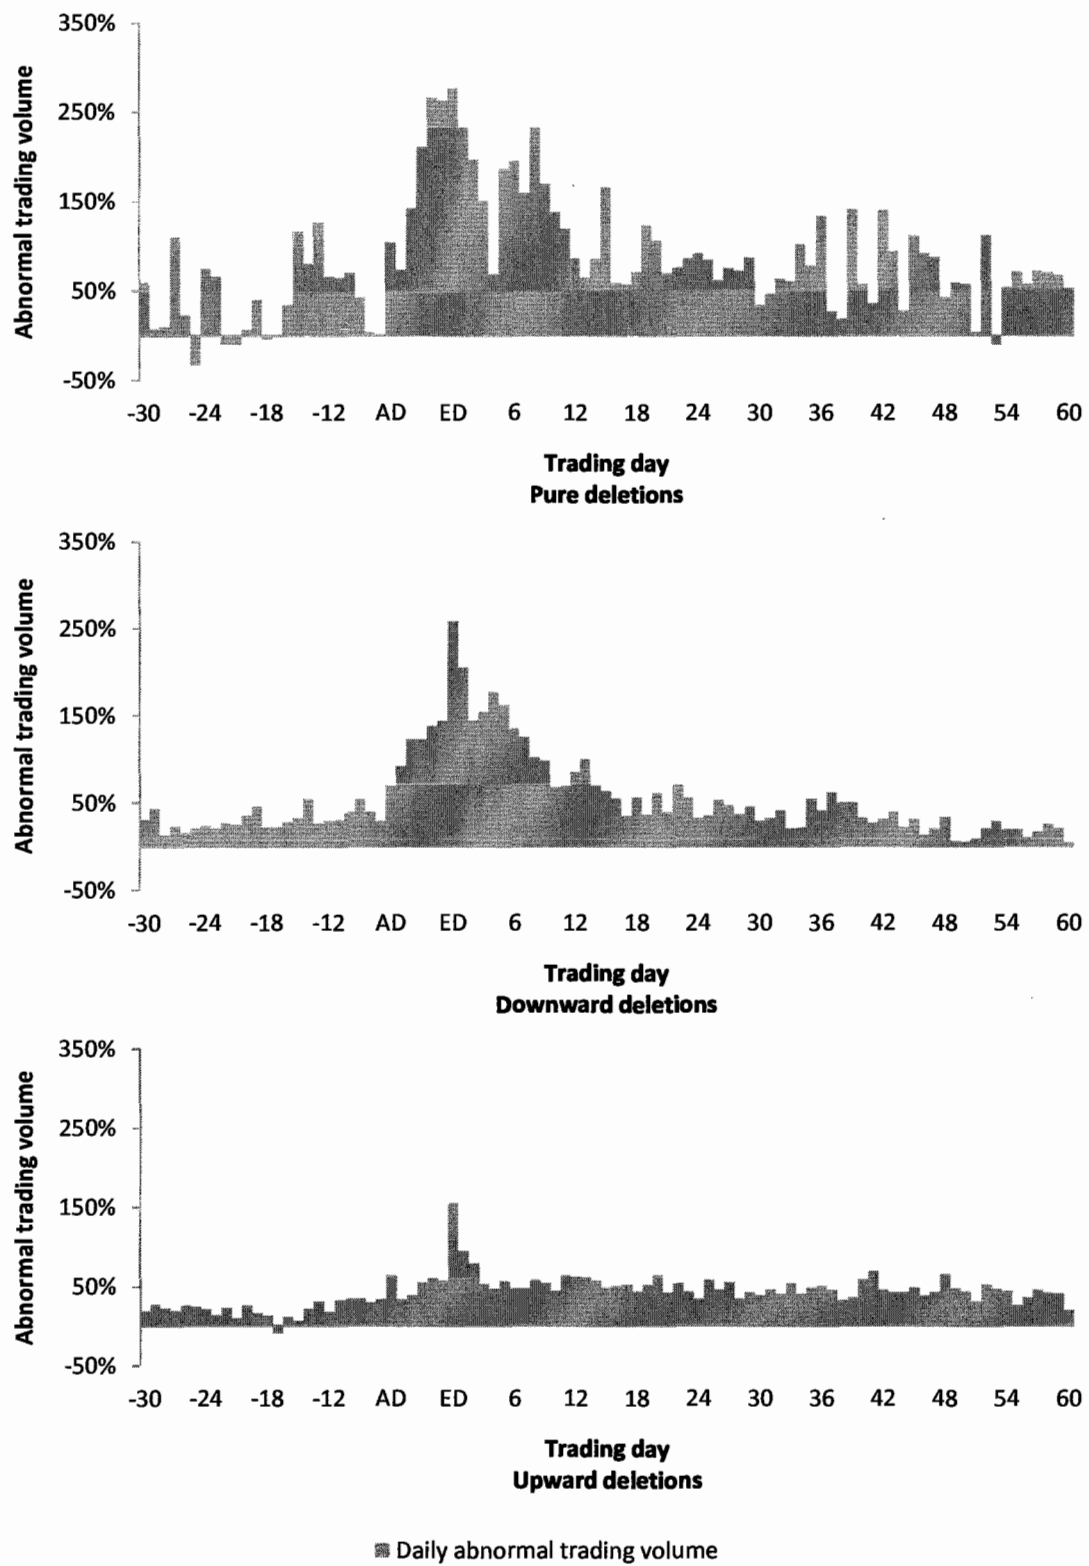 350%
250%
150%
50%
-50%
Abnormal trading volume
-30 -24 -18 -12 AD ED 6 12 18 24 30 36 42 48 54 60
Trading day
Pure deletions
350%
250%
150%
50%
-50%
Abnormal trading volume
-30 -24 -18 -12 AD ED 6 12 18 24 30 36 42 48 54 60
Trading day
Downward deletions
350%
250%
150%
50%
-50%
Abnormal trading volume
-30 -24 -18 -12 AD ED 6 12 18 24 30 36 42 48 54 60
Trading day
Upward deletions
Daily abnormal trading volume